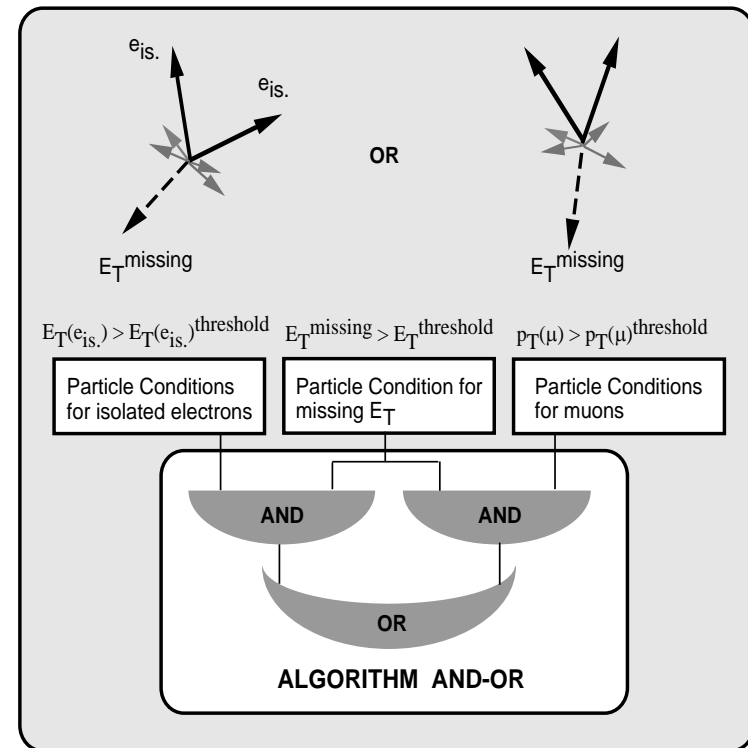 e_is.
e_is.
OR
E_T^missing
E_T^missing
E_T(e_is.) > E_T(e_is.)^threshold
E_T^missing > E_T^threshold
p_T(μ) > p_T(μ)^threshold
Particle Conditions
for isolated electrons
Particle Condition for
missing E_T
Particle Conditions
for muons
AND
AND
OR
ALGORITHM AND-OR